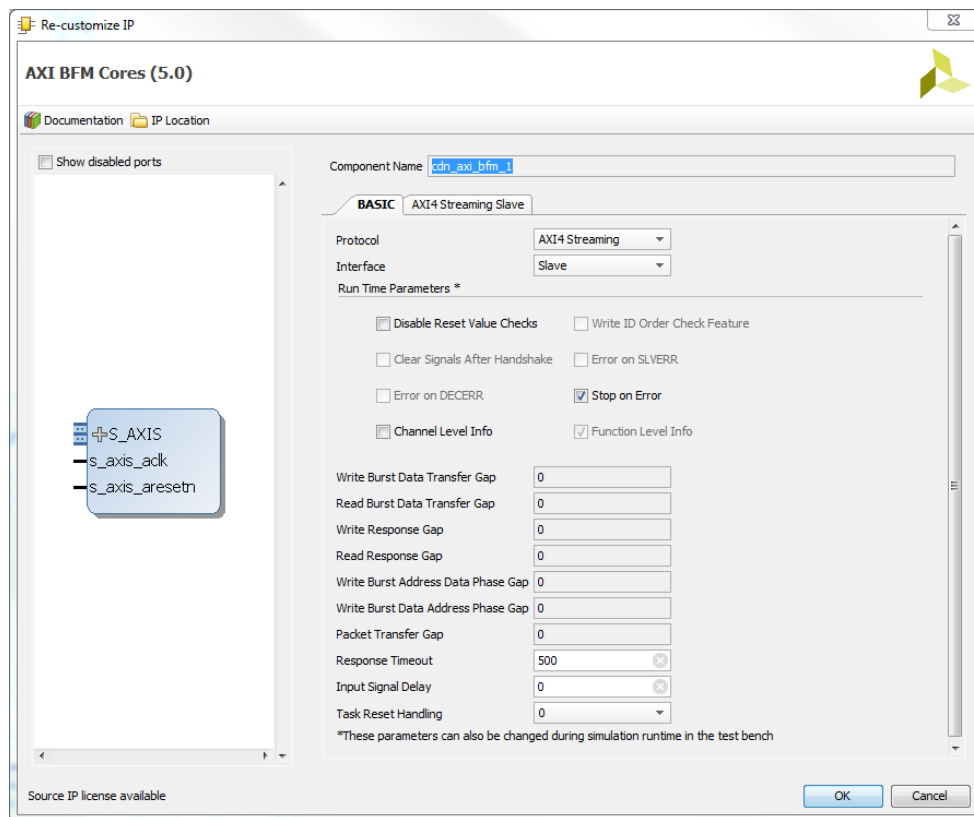 Re-customize IP
AXI BFM Cores (5.0)
Documentation IP Location
Show disabled ports
S_AXIS
s_axis_aclk
s_axis_aresetn
Component Name cdn_axi_bfm_1
BASIC AXI4 Streaming Slave
Protocol AXI4 Streaming
Interface Slave
Run Time Parameters *
Disable Reset Value Checks Write ID Order Check Feature
Clear Signals After Handshake Error on SLVERR
Error on DECERR Stop on Error
Channel Level Info Function Level Info
Write Burst Data Transfer Gap 0
Read Burst Data Transfer Gap 0
Write Response Gap 0
Read Response Gap 0
Write Burst Address Data Phase Gap 0
Write Burst Data Address Phase Gap 0
Packet Transfer Gap 0
Response Timeout 500
Input Signal Delay 0
Task Reset Handling 0
*These parameters can also be changed during simulation runtime in the test bench
Source IP license available
OK Cancel